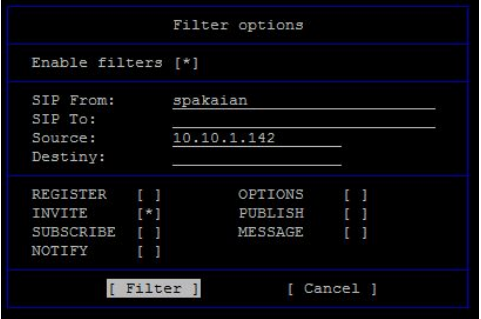 Filter options
Enable filters [*]
SIP From: spakaian
SIP To:
Source: 10.10.1.142
Destiny:
REGISTER [ ] OPTIONS [ ]
INVITE [*] PUBLISH [ ]
SUBSCRIBE [ ] MESSAGE [ ]
NOTIFY [ ]
[ Filter ] [ Cancel ]